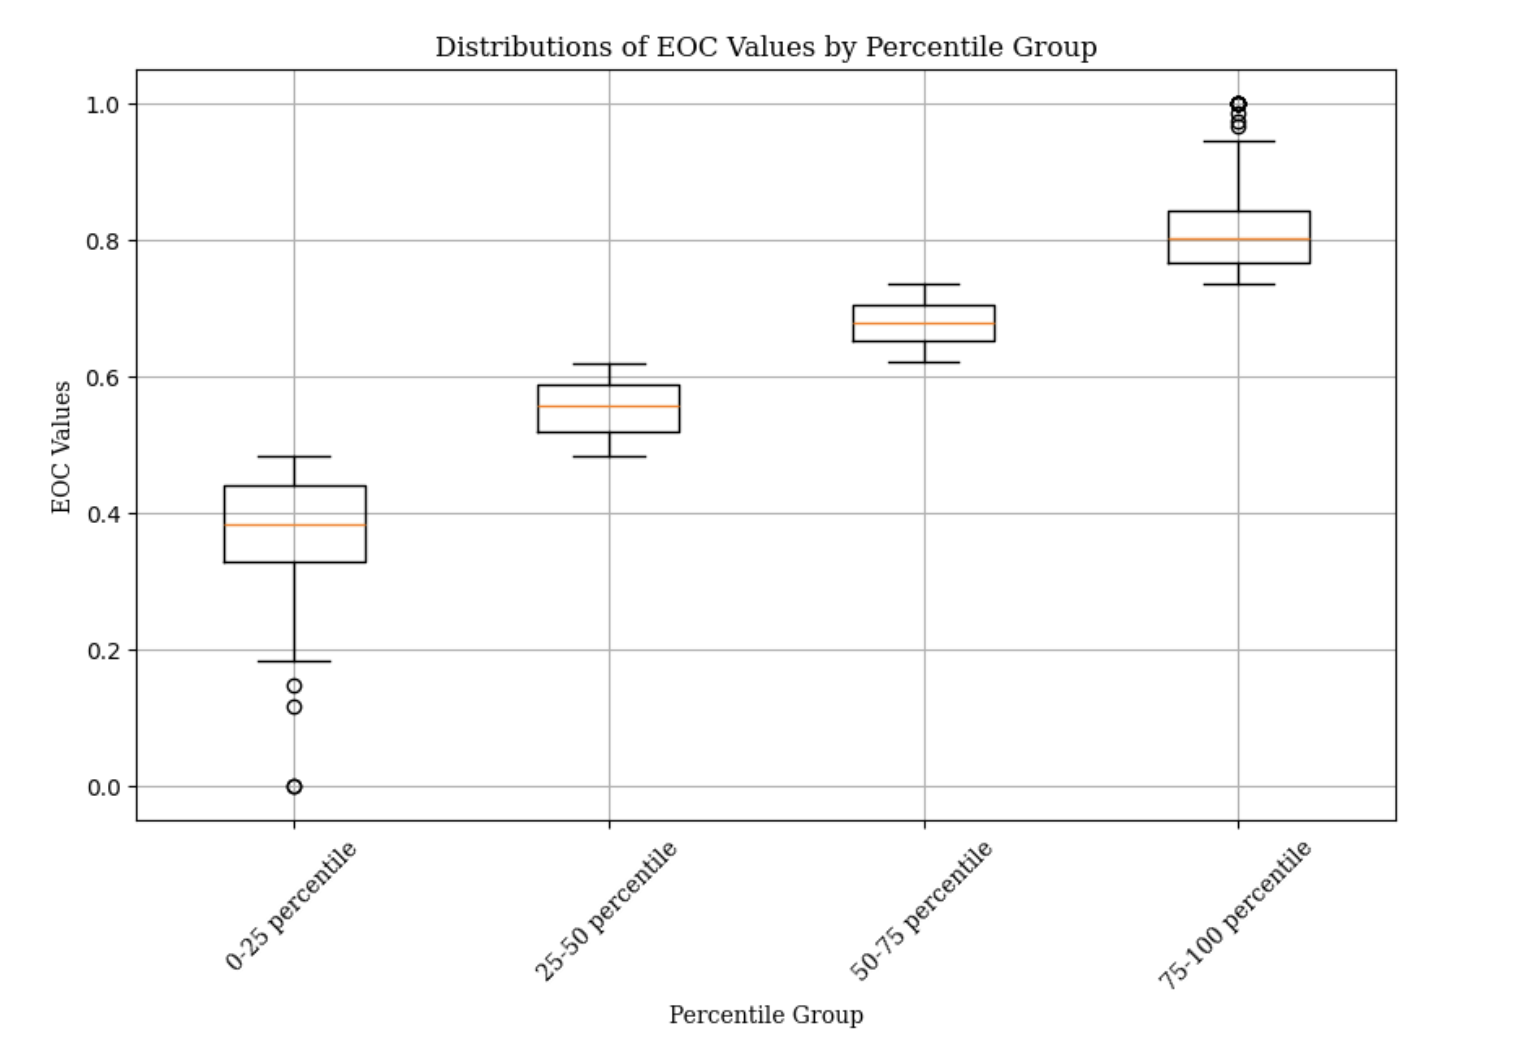 Distributions of EOC Values by Percentile Group
1.0
0.8
0.6
0.4
0.2
0.0
EOC Values
0-25 percentile
25-50 percentile
50-75 percentile
75-100 percentile
Percentile Group